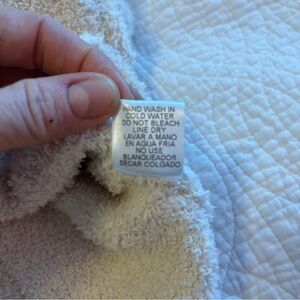 HAND WASH IN
COLD WATER
DO NOT BLEACH
LINE DRY
LAVAR A MANO
EN AGUA FRIA
NO USE
BLANQUEADOR
SECAR COLGADO